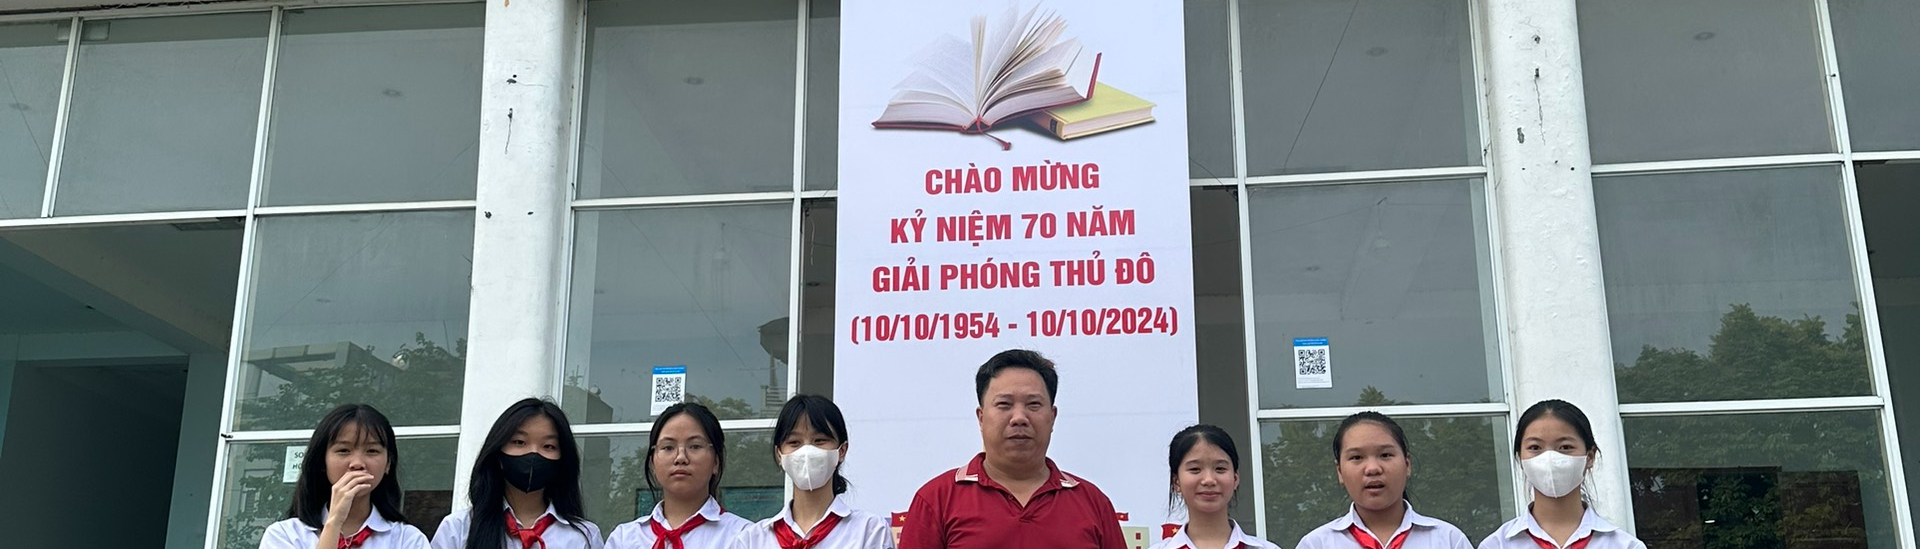 CHÀO MỪNG
KỶ NIỆM 70 NĂM
GIẢI PHÓNG THỦ ĐÔ
(10/10/1954 - 10/10/2024)